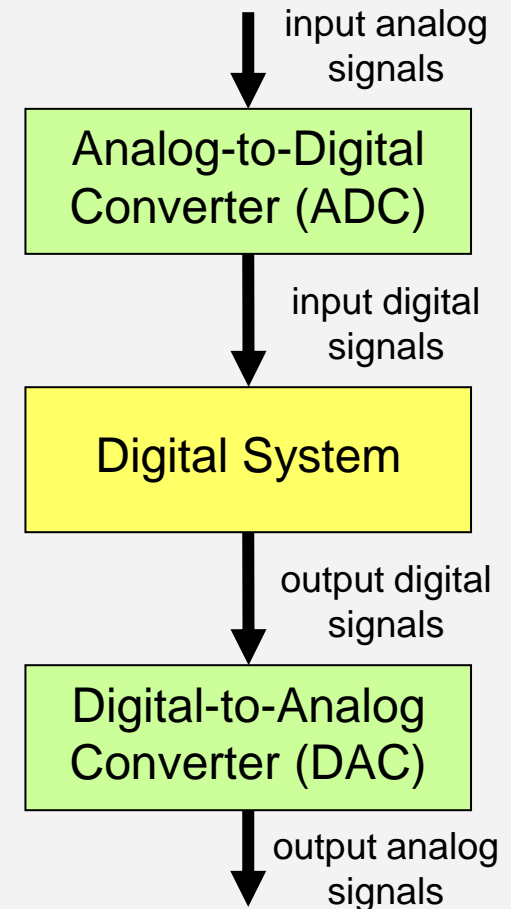 input analog
signals
Analog-to-Digital
Converter (ADC)
input digital
signals
Digital System
output digital
signals
Digital-to-Analog
Converter (DAC)
output analog
signals